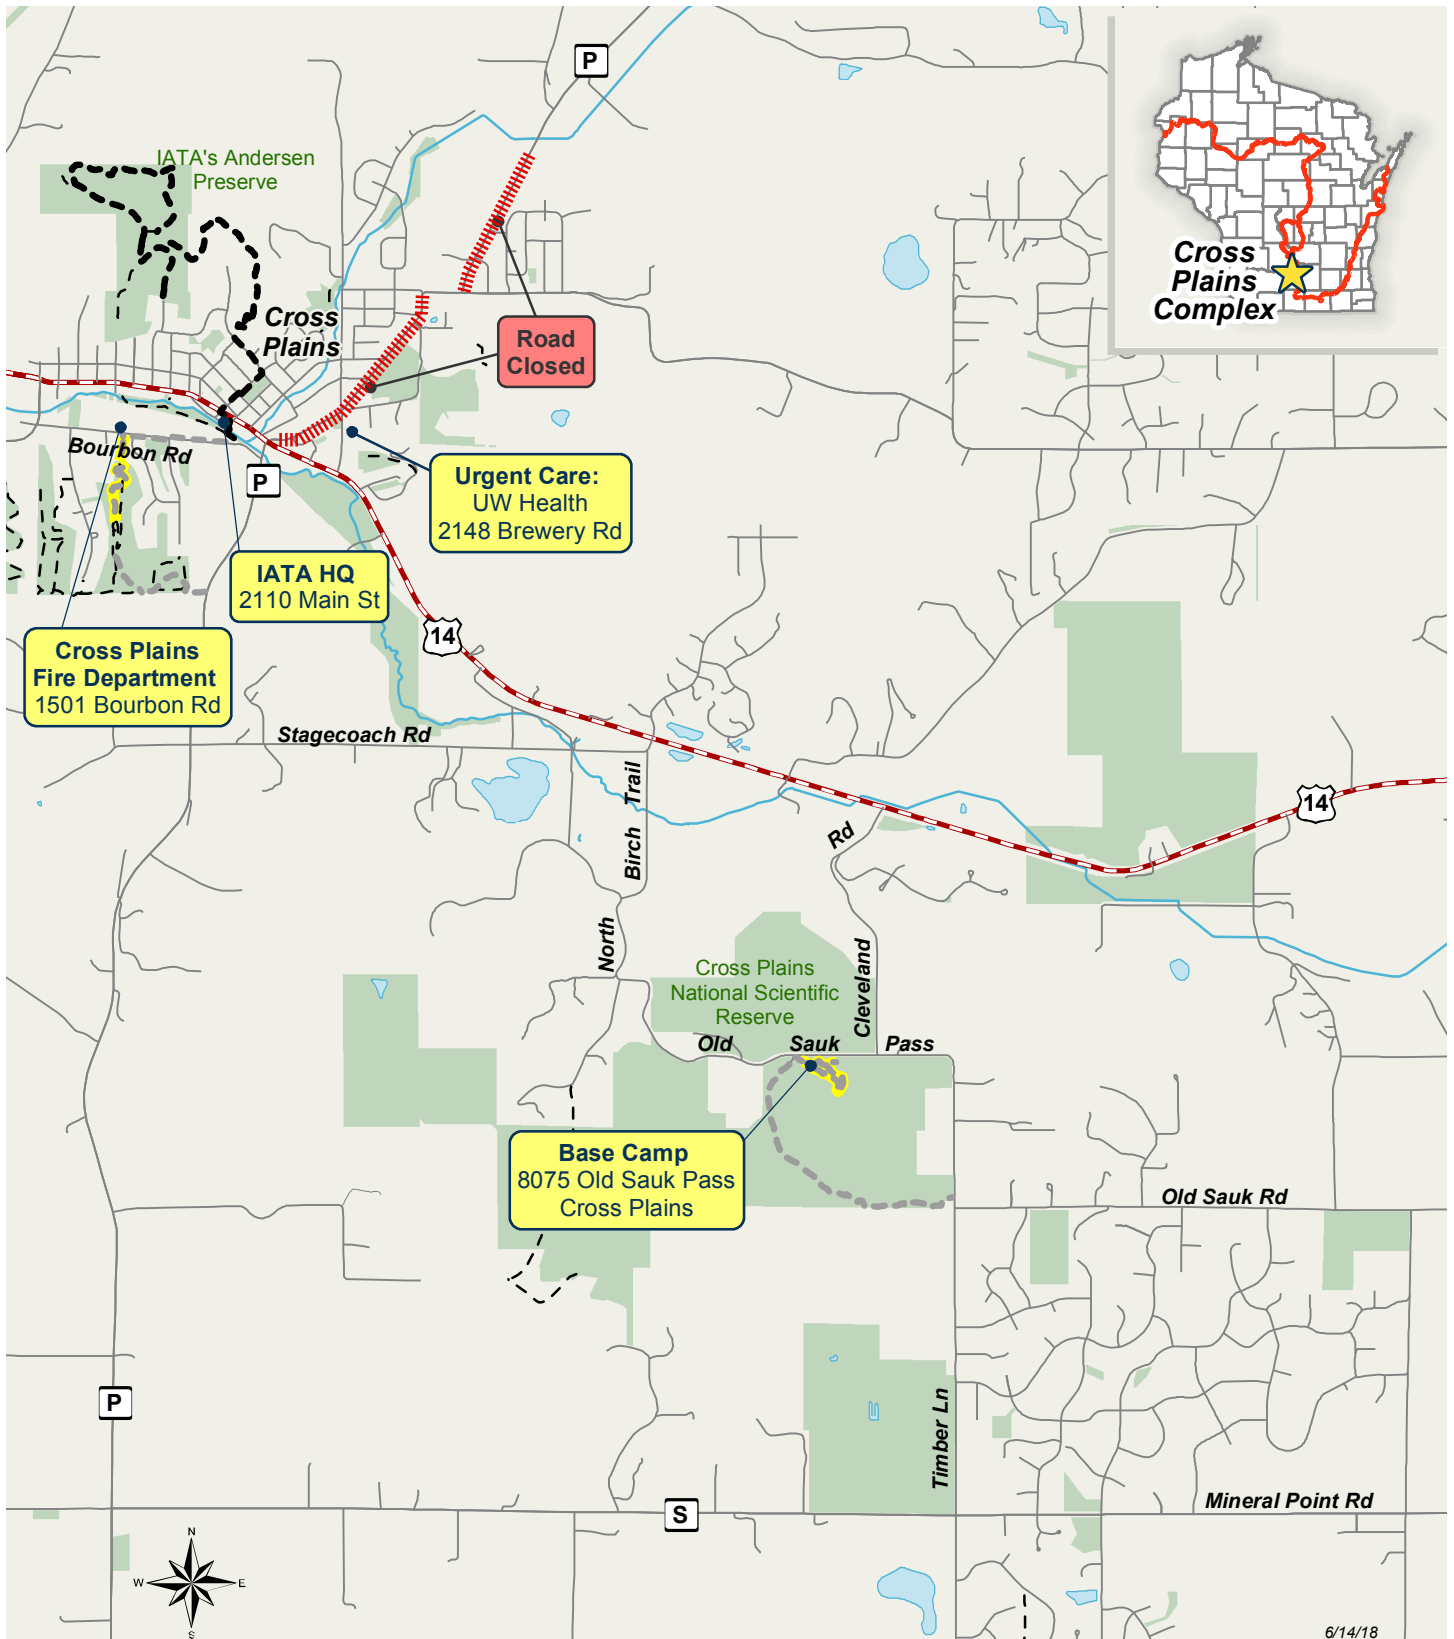 P
IATA's Andersen
Preserve
Cross
Plains
Complex
Cross
Plains
Road
Closed
Bourbon Rd
P
Urgent Care:
UW Health
2148 Brewery Rd
IATA HQ
2110 Main St
14
Cross Plains
Fire Department
1501 Bourbon Rd
Stagecoach Rd
North Birch Trail
14
Cleveland Rd
Cross Plains
National Scientific
Reserve
Old Sauk Pass
Base Camp
8075 Old Sauk Pass
Cross Plains
Old Sauk Rd
P
Timber Ln
S
Mineral Point Rd
N
W E
S
6/14/18